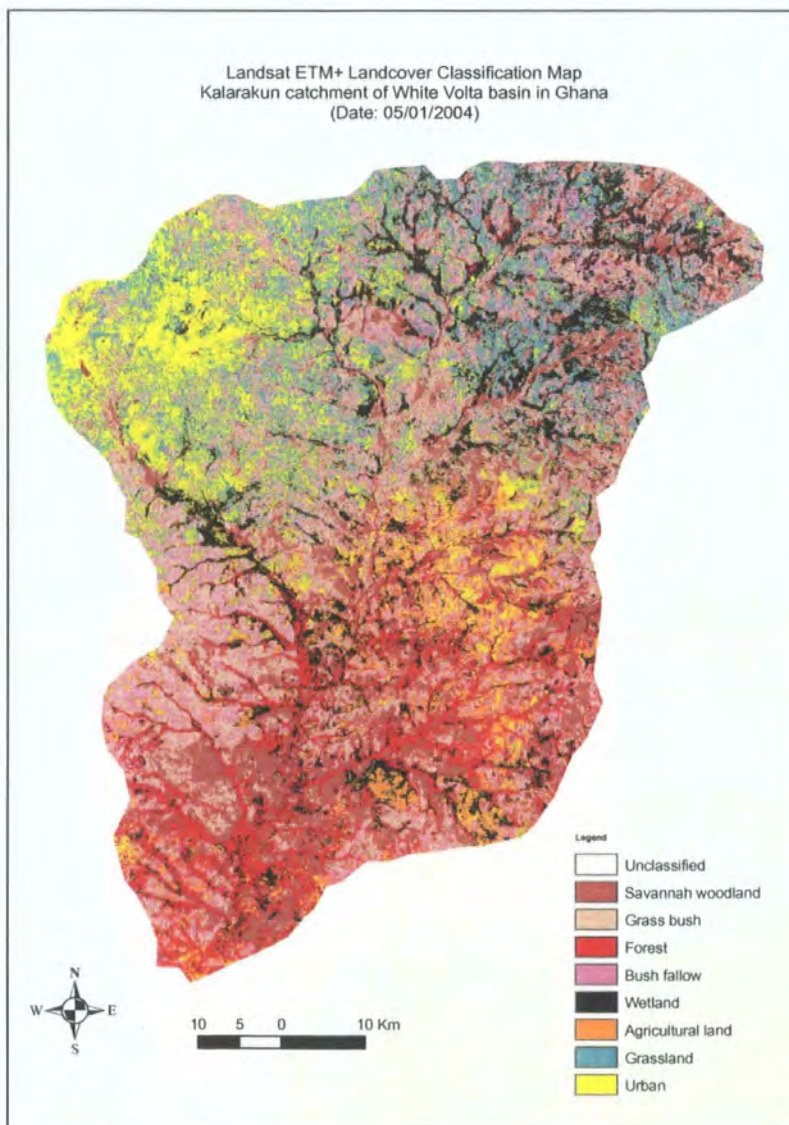 Landsat ETM+ Landcover Classification Map
Kalarakun catchment of White Volta basin in Ghana
(Date: 05/01/2004)
Legend
Unclassified
Savannah woodland
Grass bush
Forest
Bush fallow
Wetland
Agricultural land
Grassland
Urban
N
W E
S
10 5 0 10 Km